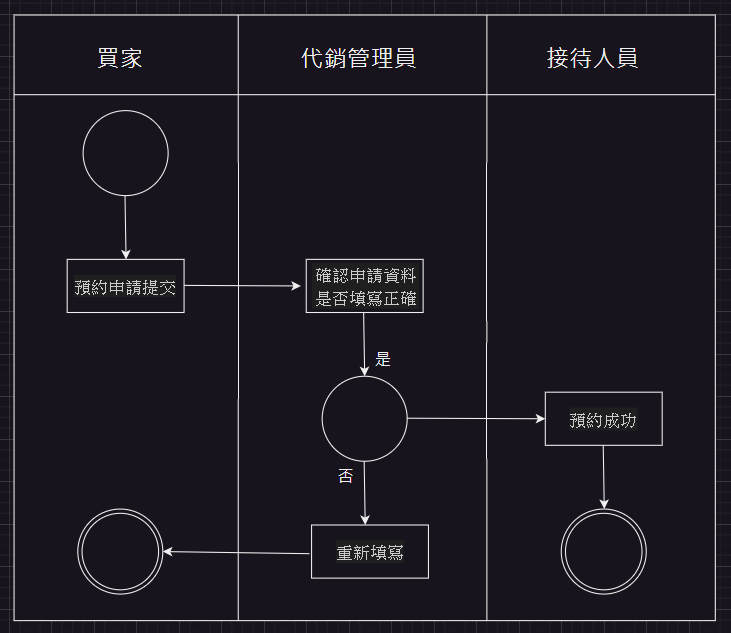 買家
代銷管理員
接待人員
預約申請提交
確認申請資料
是否填寫正確
是
預約成功
否
重新填寫